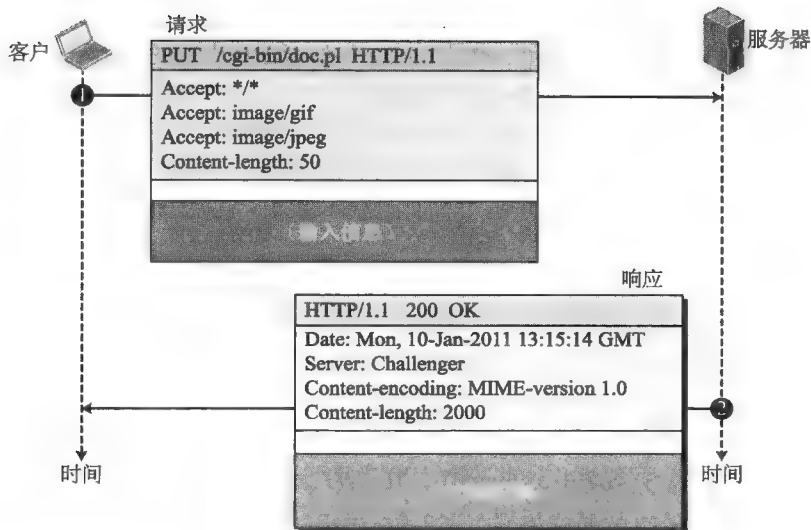 请求
客户
服务器
PUT /cgi-bin/doc.pl HTTP/1.1
1
Accept: */*
Accept: image/gif
Accept: image/jpeg
Content-length: 50
响应
HTTP/1.1 200 OK
Date: Mon, 10-Jan-2011 13:15:14 GMT
Server: Challenger
Content-encoding: MIME-version 1.0
Content-length: 2000
2
时间
时间